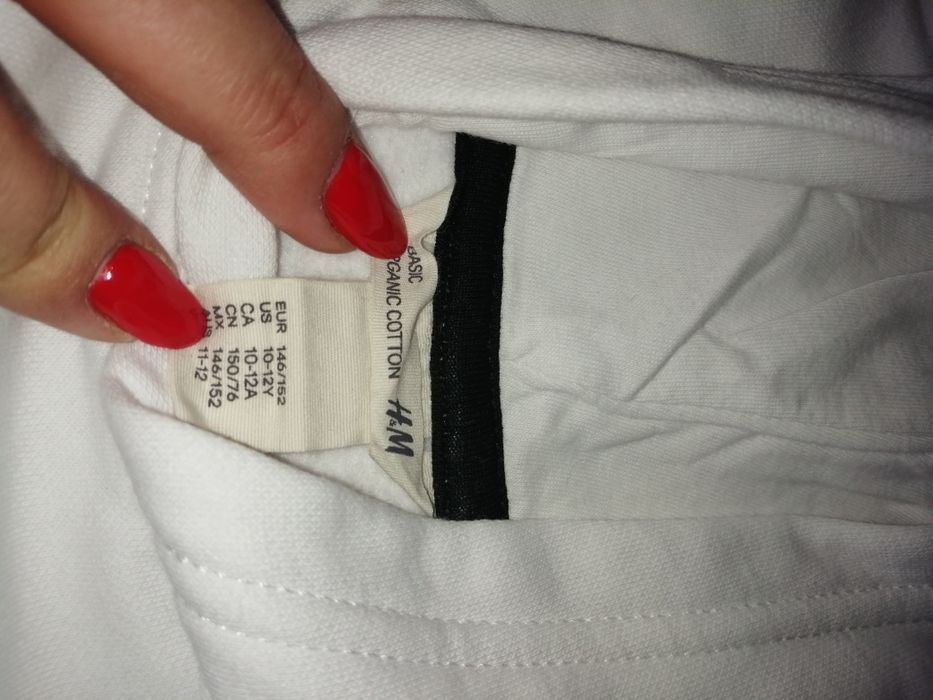 BASIC
ORGANIC COTTON H&M
EUR 146/152
US 10-12Y
CA 10-12A
CN 150/76
MX 146/152
AUS 11-12